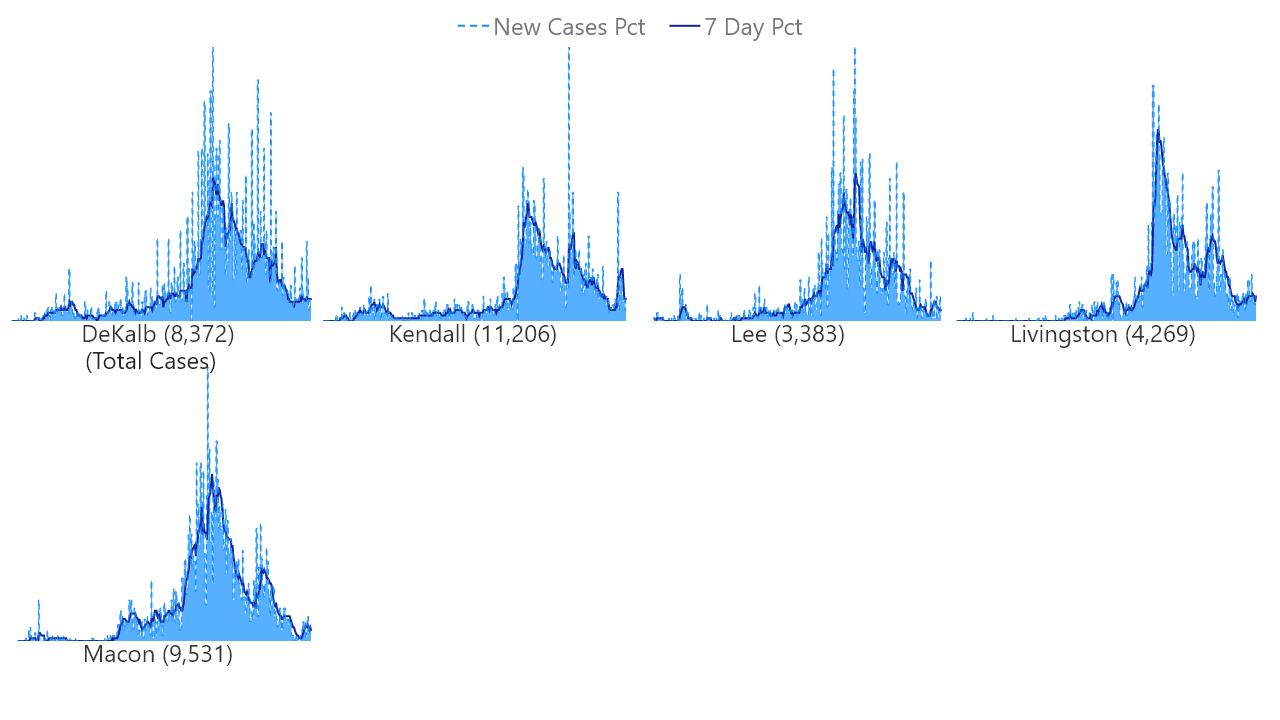 New Cases Pct 7 Day Pct
DeKalb (8,372)
(Total Cases)
Kendall (11,206)
Lee (3,383)
Livingston (4,269)
Macon (9,531)